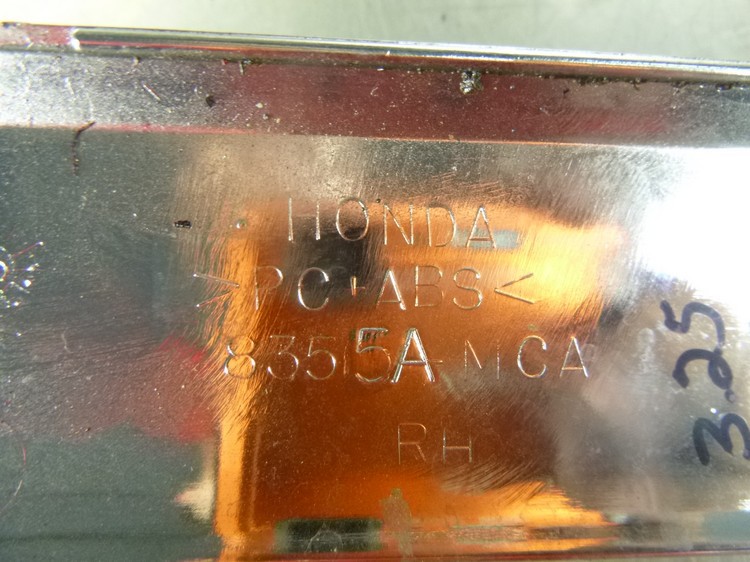 HONDA
>PC+ABS<
83515A-MCA
RH
3.25